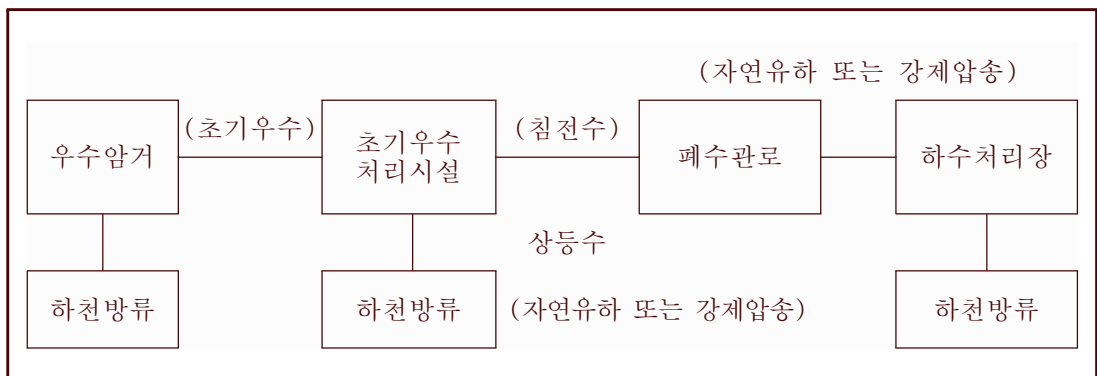 (자연유하 또는 강제압송)
우수암거
(초기우수)
초기우수
처리시설
(침전수)
폐수관로
하수처리장
상등수
하천방류
하천방류
(자연유하 또는 강제압송)
하천방류